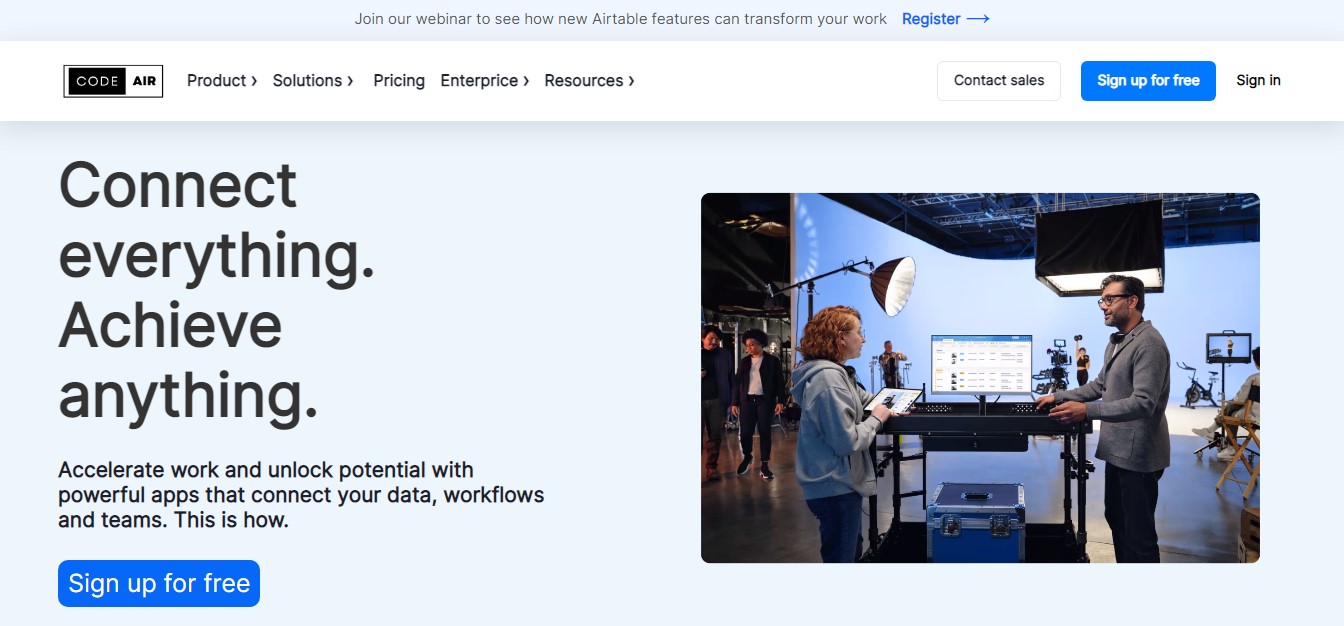 Join our webinar to see how new Airtable features can transform your work Register →
CODE AIR Product › Solutions › Pricing Enterprice › Resources › Contact sales Sign up for free Sign in
Connect
everything.
Achieve
anything.
Accelerate work and unlock potential with
powerful apps that connect your data, workflows
and teams. This is how.
Sign up for free